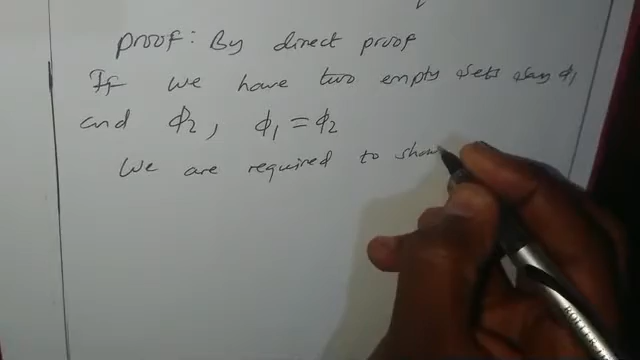 proof: By direct proof
If we have two empty sets say ϕ₁
and ϕ₂, ϕ₁ = ϕ₂
We are required to show